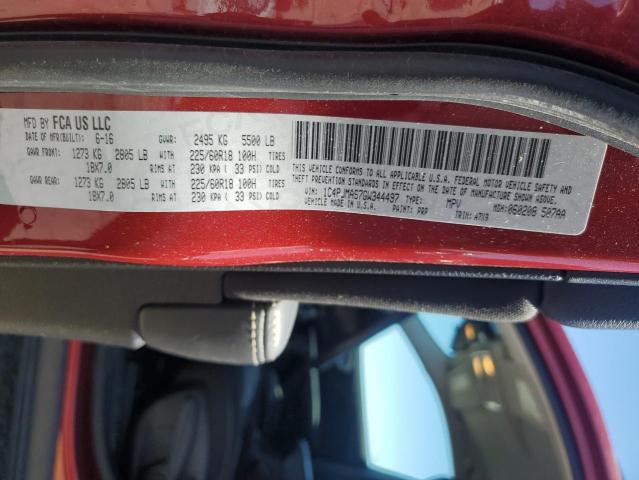 MFD BY FCA US LLC
DATE OF MFR(BUILT): 6-16 GVWR: 2495 KG 5500 LB
GAWR FRONT: 1273 KG 2805 LB WITH 225/60R18 100H TIRES
18X7.0 RIMS AT 230 KPA ( 33 PSI) COLD
GAWR REAR: 1273 KG 2805 LB WITH 225/60R18 100H TIRES
18X7.0 RIMS AT 230 KPA ( 33 PSI) COLD
THIS VEHICLE CONFORMS TO ALL APPLICABLE U.S.A. FEDERAL MOTOR VEHICLE SAFETY AND
THEFT PREVENTION STANDARDS IN EFFECT ON THE DATE OF MANUFACTURE SHOWN ABOVE.
VIN: 1C4PJMAS7GW344497 TYPE: MPV MDH: 060208 507AA
VEHICLE MADE IN U.S.A. PAINT: PRP TRIM: A7X9